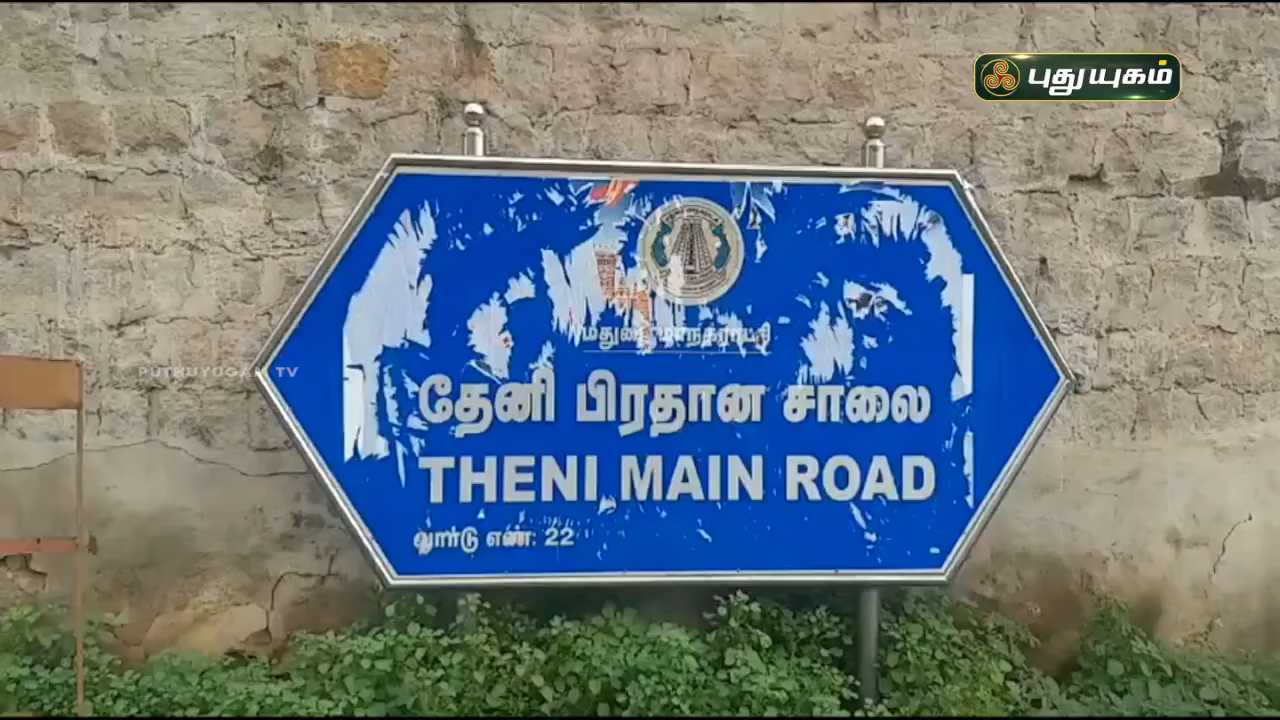 புதுயுகம்
மதுரை மாநகராட்சி
PUTHUYUGAM TV
தேனி பிரதான சாலை
THENI MAIN ROAD
வார்டு எண்: 22